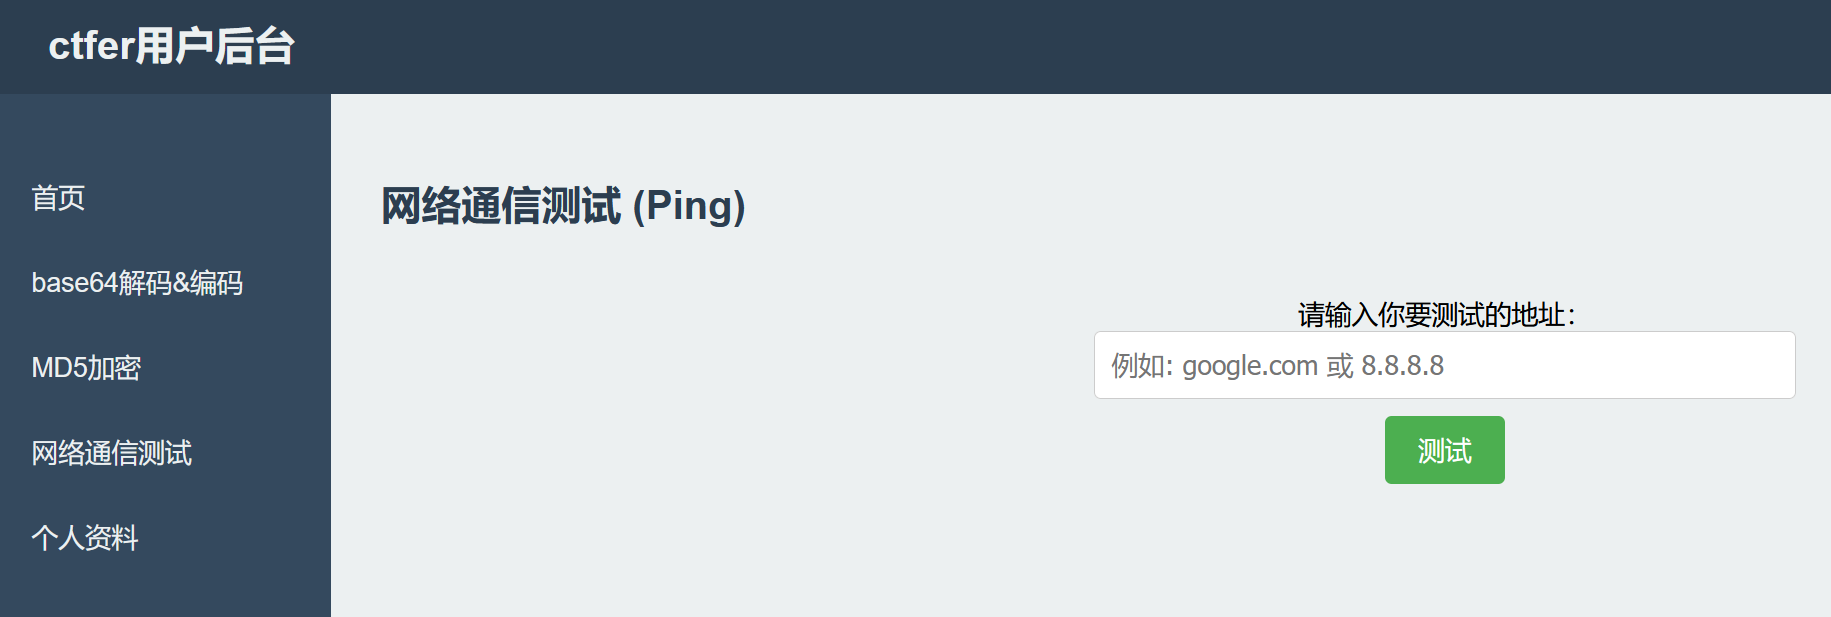 ctfer用户后台
首页
base64解码&编码
MD5加密
网络通信测试
个人资料
网络通信测试 (Ping)
请输入你要测试的地址：
例如: google.com 或 8.8.8.8
测试